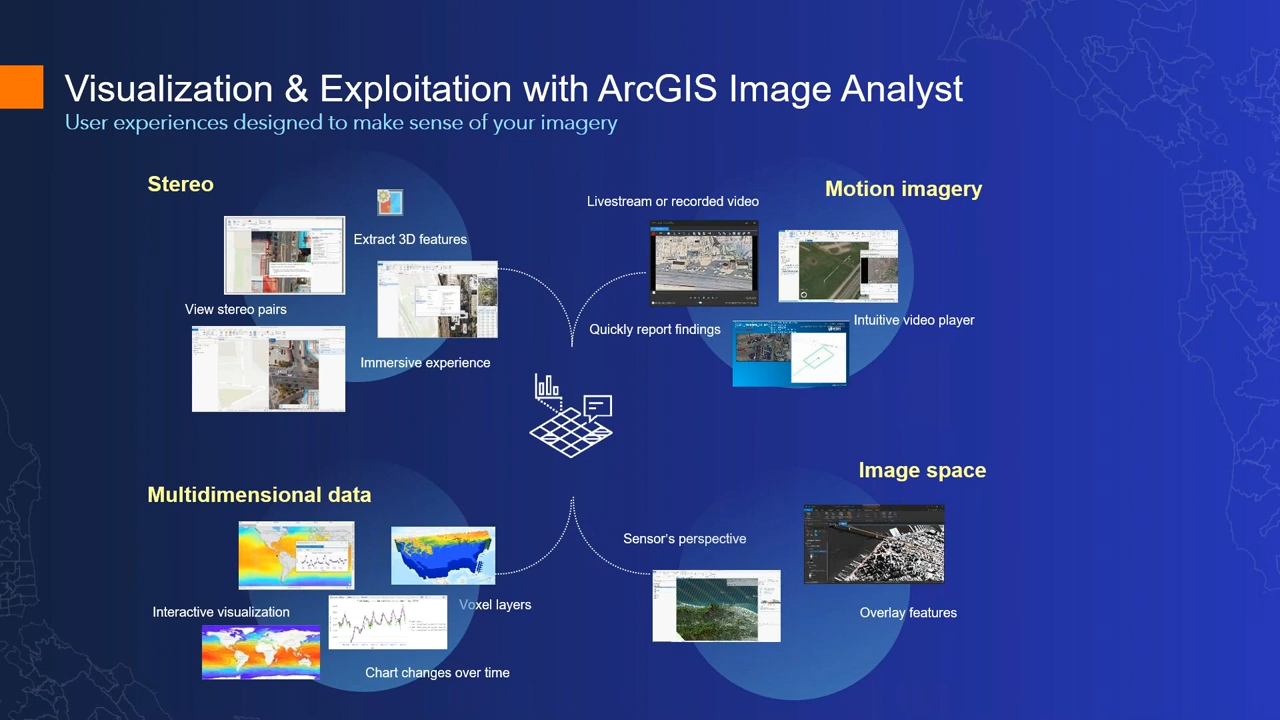 Visualization & Exploitation with ArcGIS Image Analyst
User experiences designed to make sense of your imagery
Stereo
Extract 3D features
View stereo pairs
Immersive experience
Motion imagery
Livestream or recorded video
Quickly report findings
Intuitive video player
Multidimensional data
Interactive visualization
Voxel layers
Chart changes over time
Image space
Sensor's perspective
Overlay features